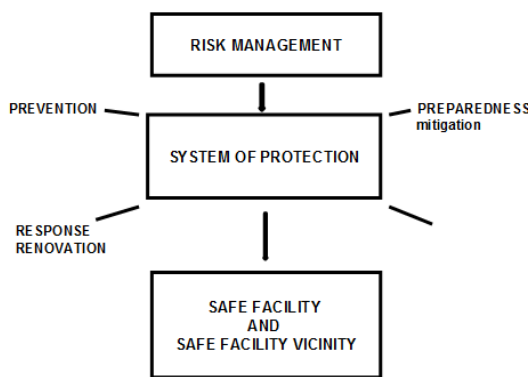 RISK MANAGEMENT
PREVENTION
PREPAREDNESS
mitigation
SYSTEM OF PROTECTION
RESPONSE
RENOVATION
SAFE FACILITY
AND
SAFE FACILITY VICINITY